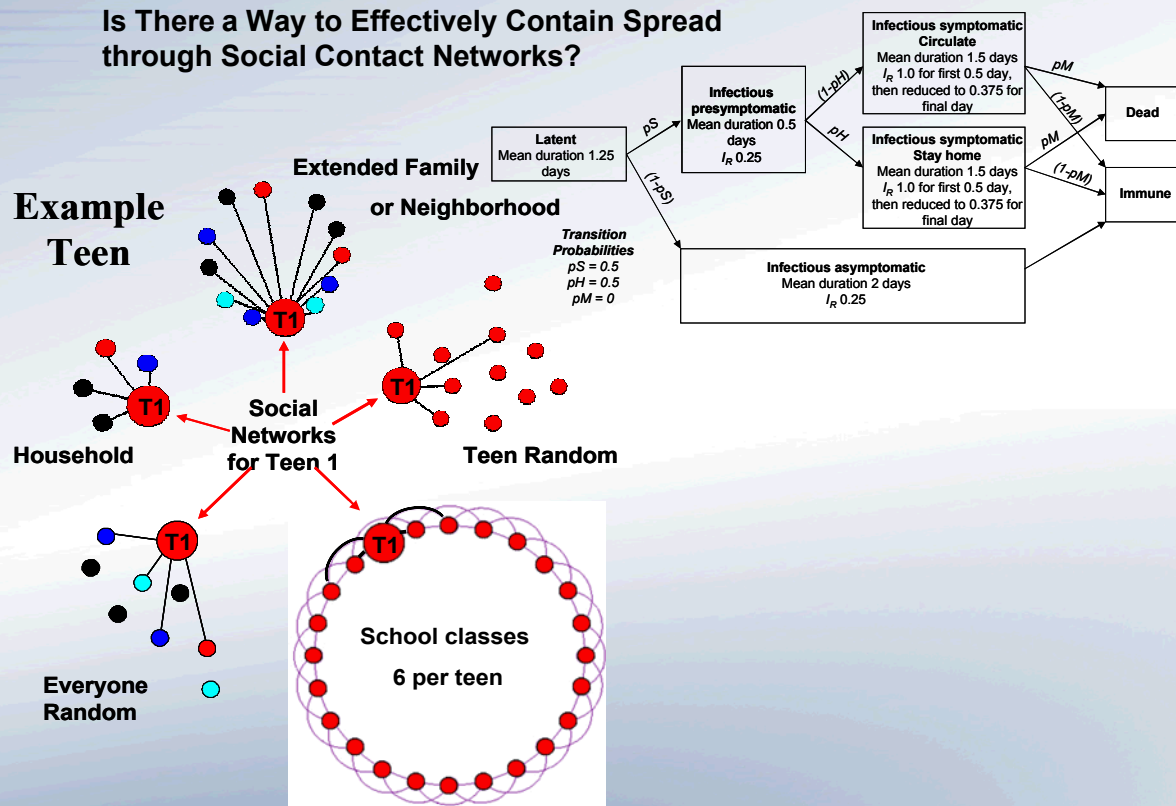 Is There a Way to Effectively Contain Spread
through Social Contact Networks?
Example
Teen
Extended Family
or Neighborhood
T1
Household
T1
Social
Networks
for Teen 1
T1
Teen Random
T1
Everyone
Random
T1
School classes
6 per teen
Latent
Mean duration 1.25
days
pS
(1-pS)
Transition
Probabilities
pS = 0.5
pH = 0.5
pM = 0
Infectious
presymptomatic
Mean duration 0.5
days
I_R 0.25
(1-pH)
pH
Infectious symptomatic
Circulate
Mean duration 1.5 days
I_R 1.0 for first 0.5 day,
then reduced to 0.375 for
final day
Infectious symptomatic
Stay home
Mean duration 1.5 days
I_R 1.0 for first 0.5 day,
then reduced to 0.375 for
final day
Infectious asymptomatic
Mean duration 2 days
I_R 0.25
pM
(1-pM)
pM
(1-pM)
Dead
Immune